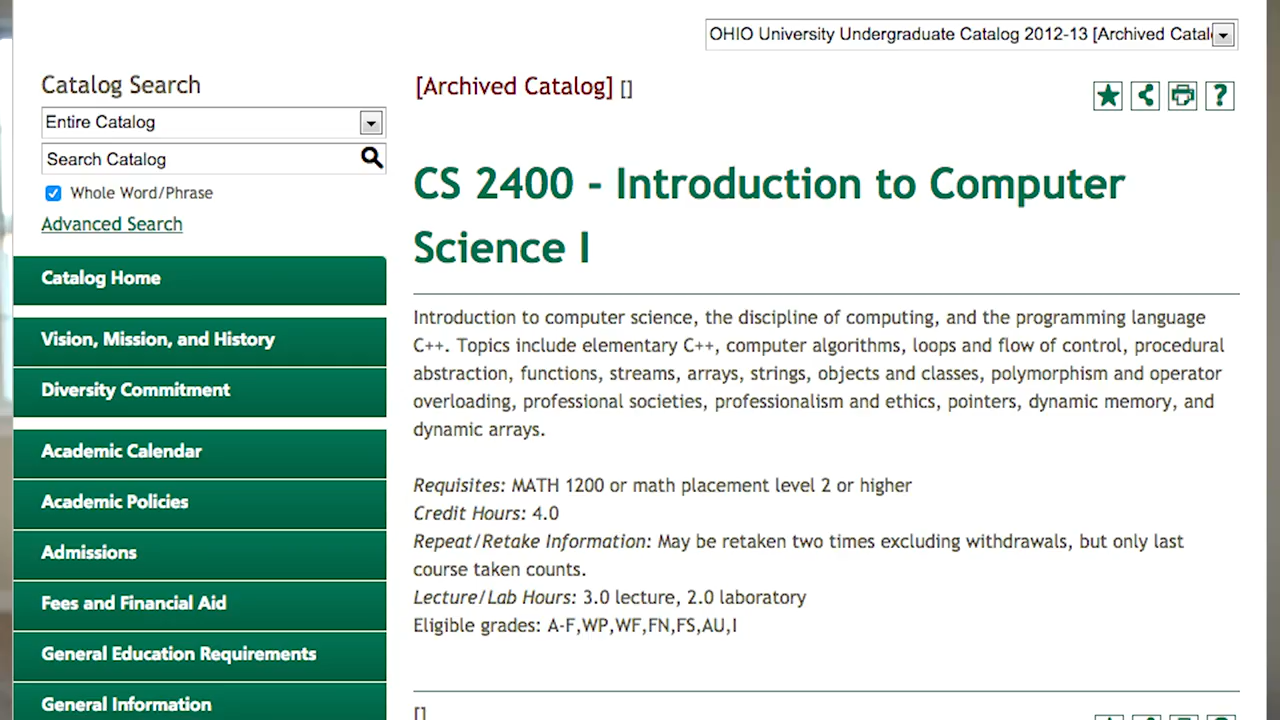 OHIO University Undergraduate Catalog 2012-13 [Archived Catal
Catalog Search
Entire Catalog
Search Catalog
Whole Word/Phrase
Advanced Search
Catalog Home
Vision, Mission, and History
Diversity Commitment
Academic Calendar
Academic Policies
Admissions
Fees and Financial Aid
General Education Requirements
General Information
[Archived Catalog] []
?
CS 2400 - Introduction to Computer
Science I
Introduction to computer science, the discipline of computing, and the programming language
C++. Topics include elementary C++, computer algorithms, loops and flow of control, procedural
abstraction, functions, streams, arrays, strings, objects and classes, polymorphism and operator
overloading, professional societies, professionalism and ethics, pointers, dynamic memory, and
dynamic arrays.
Requisites: MATH 1200 or math placement level 2 or higher
Credit Hours: 4.0
Repeat/Retake Information: May be retaken two times excluding withdrawals, but only last
course taken counts.
Lecture/Lab Hours: 3.0 lecture, 2.0 laboratory
Eligible grades: A-F,WP,WF,FN,FS,AU,I
[]